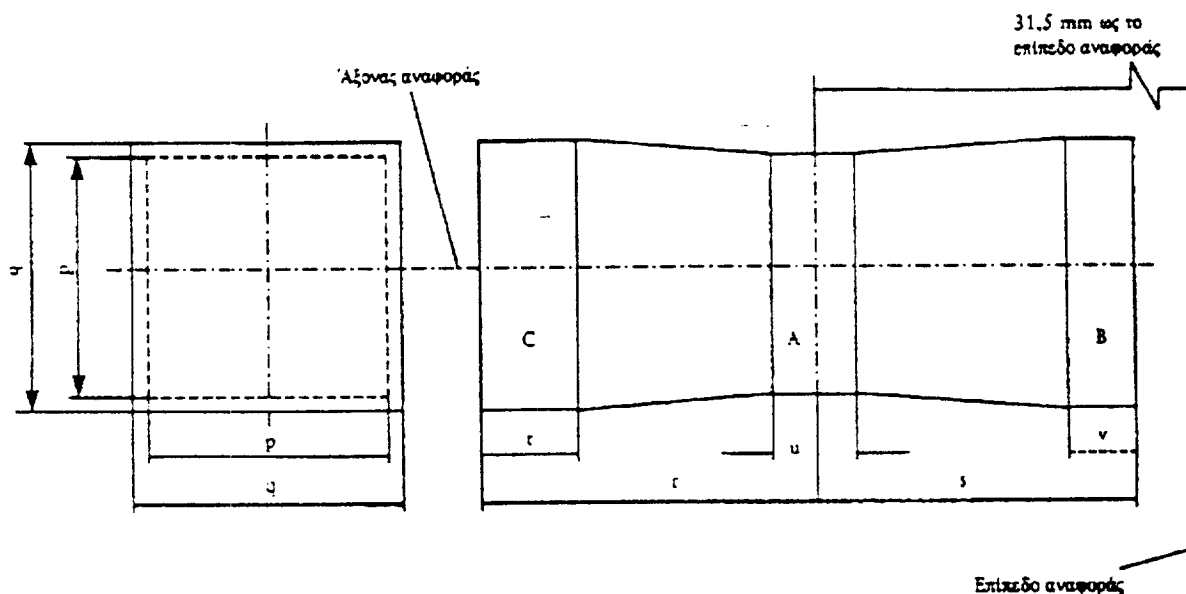 31,5 mm ως το
επίπεδο αναφοράς
Άξονας αναφοράς
q
p
C
A
B
p
q
t
u
v
r
s
Επίπεδο αναφοράς